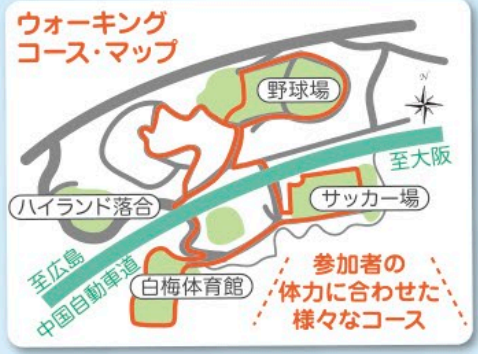 ウォーキング
コース・マップ
野球場
N
至大阪
ハイランド落合
サッカー場
至広島
中国自動車道
白梅体育館
参加者の
体力に合わせた
様々なコース